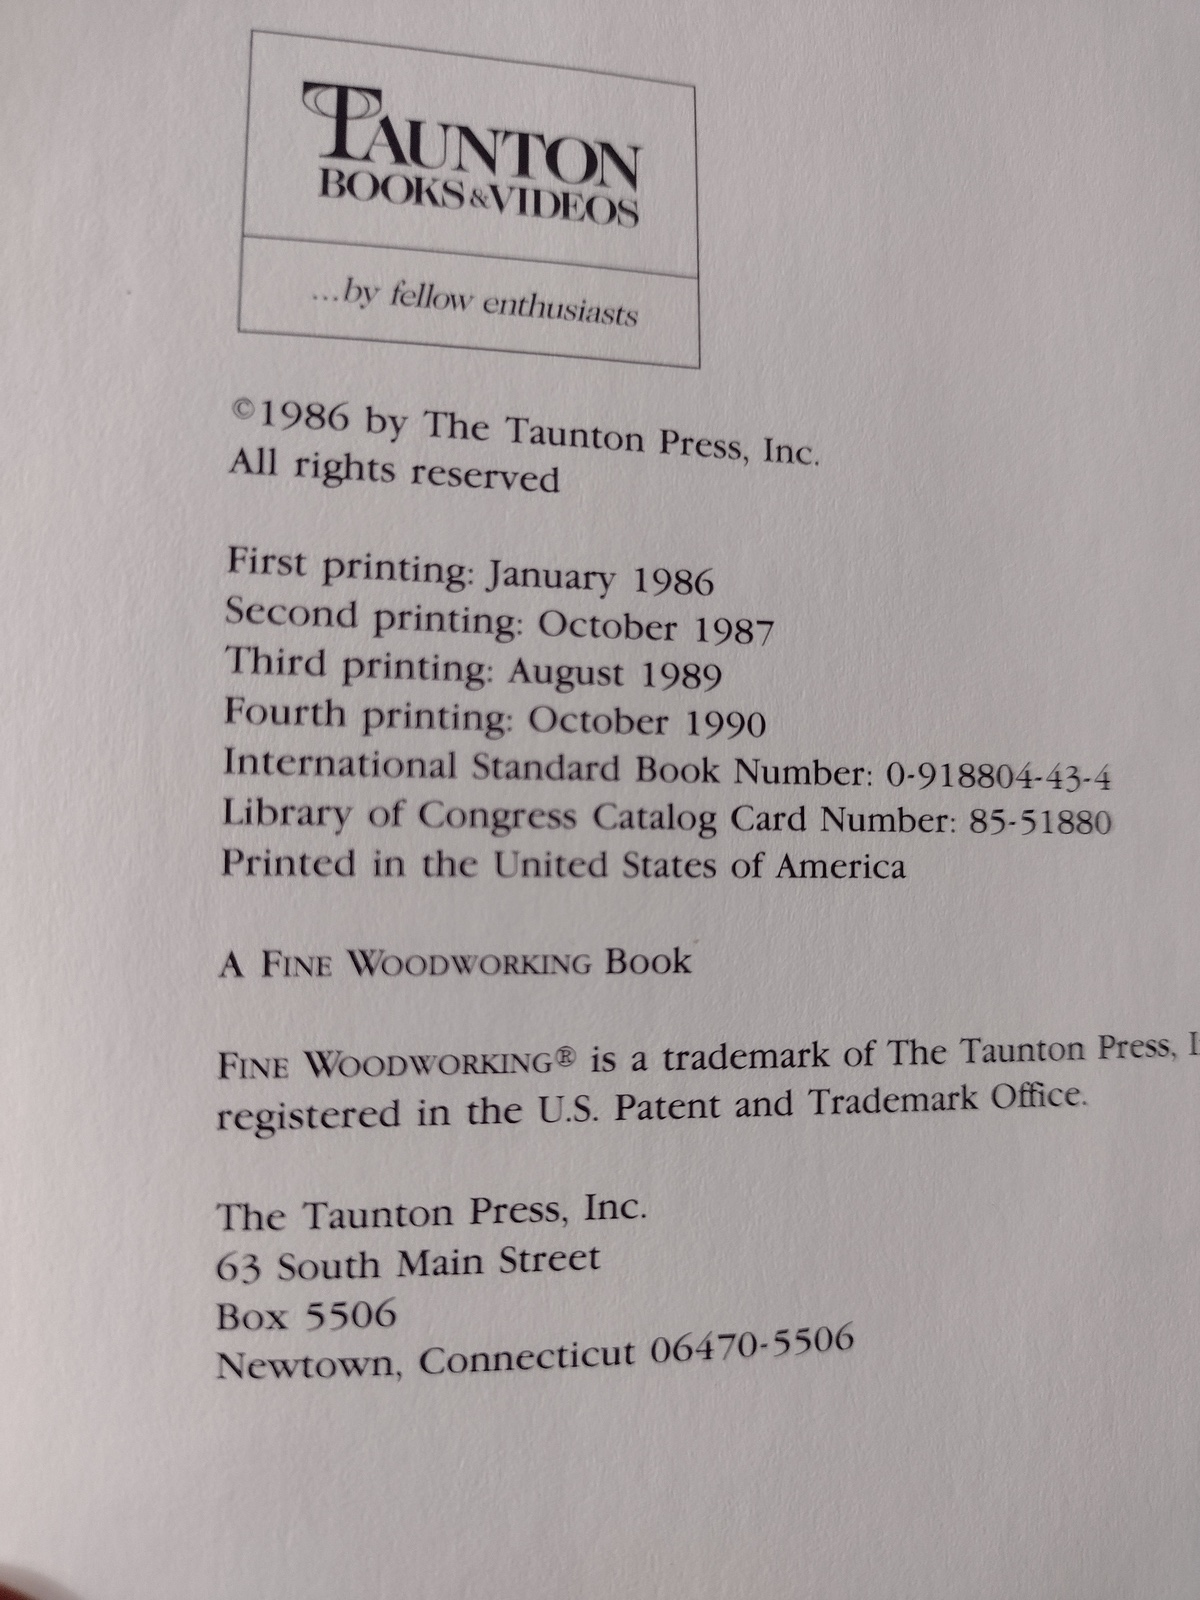 TAUNTON
BOOKS & VIDEOS
...by fellow enthusiasts
©1986 by The Taunton Press, Inc.
All rights reserved
First printing: January 1986
Second printing: October 1987
Third printing: August 1989
Fourth printing: October 1990
International Standard Book Number: 0-918804-43-4
Library of Congress Catalog Card Number: 85-51880
Printed in the United States of America
A FINE WOODWORKING Book
FINE WOODWORKING® is a trademark of The Taunton Press,
registered in the U.S. Patent and Trademark Office.
The Taunton Press, Inc.
63 South Main Street
Box 5506
Newtown, Connecticut 06470-5506